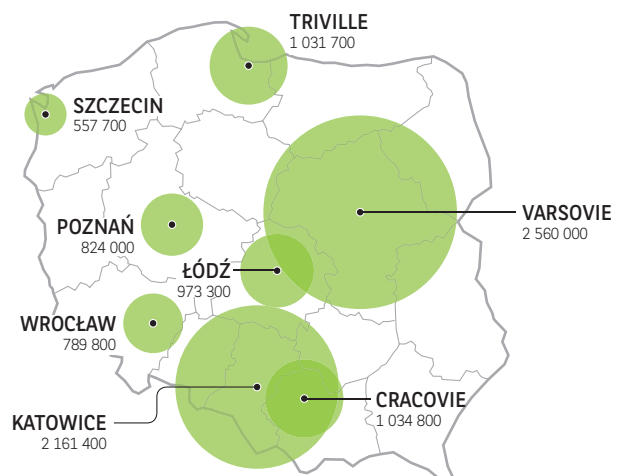 TRIVILLE
1 031 700
SZCZECIN
557 700
VARSOVIE
2 560 000
POZNAŃ
824 000
ŁÓDŹ
973 300
WROCŁAW
789 800
CRACOVIE
1 034 800
KATOWICE
2 161 400